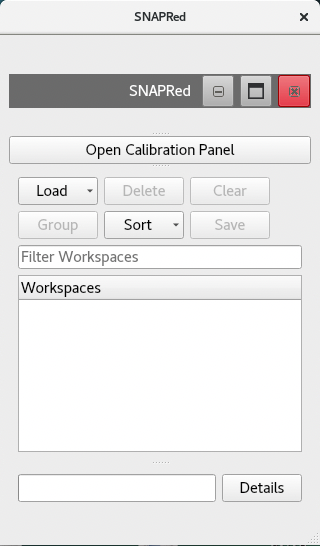 SNAPRed
SNAPRed
Open Calibration Panel
Load Delete Clear
Group Sort Save
Filter Workspaces
Workspaces
Details